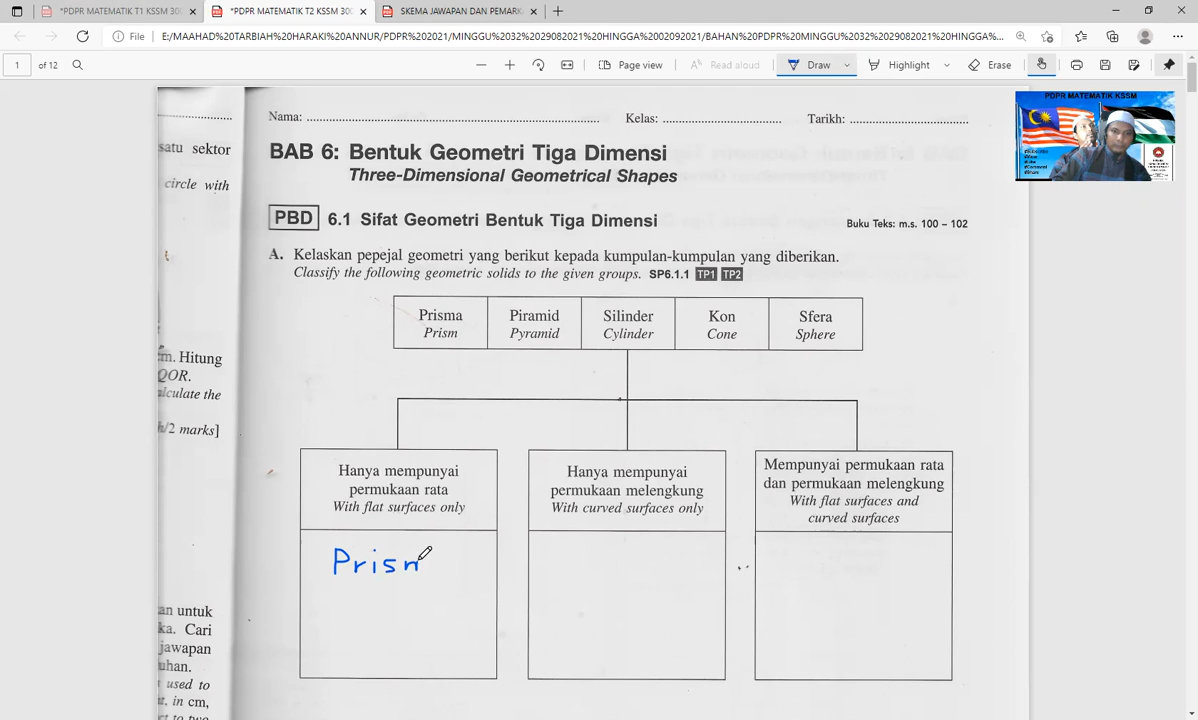 *PDPR MATEMATIK T1 KSSM 30
*PDPR MATEMATIK T2 KSSM 300
SKEMA JAWAPAN DAN PEMARK
File
E:/MAAHAD%20TARBIAH%20HARAKI%20ANNUR/PDPR%202021/MINGGU%2032%2029082021%20HINGGA%2002092021/BAHAN%20PDPR%20MINGGU%2032%2029082021%20HINGGA%...
1 of 12
Page view
Read aloud
Draw
Highlight
Erase
PDPR MATEMATIK KSSM
satu sektor
circle with
m. Hitung
QOR.
alculate the
h/2 marks]
an untuk
ka. Cari
jawapan
uhan.
used to
t, in cm,
Nama: Kelas: Tarikh:
BAB 6: Bentuk Geometri Tiga Dimensi
Three-Dimensional Geometrical Shapes
PBD 6.1 Sifat Geometri Bentuk Tiga Dimensi
Buku Teks: m.s. 100 – 102
A. Kelaskan pepejal geometri yang berikut kepada kumpulan-kumpulan yang diberikan.
Classify the following geometric solids to the given groups. SP6.1.1 TP1 TP2
Prisma Piramid Silinder Kon Sfera
Prism Pyramid Cylinder Cone Sphere
Hanya mempunyai
permukaan rata
With flat surfaces only
Hanya mempunyai
permukaan melengkung
With curved surfaces only
Mempunyai permukaan rata
dan permukaan melengkung
With flat surfaces and
curved surfaces
Prisn